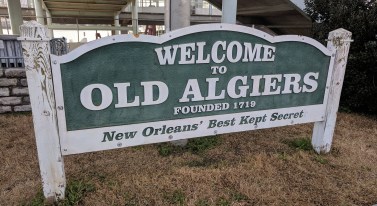 WELCOME
TO
OLD ALGIERS
FOUNDED 1719
New Orleans' Best Kept Secret